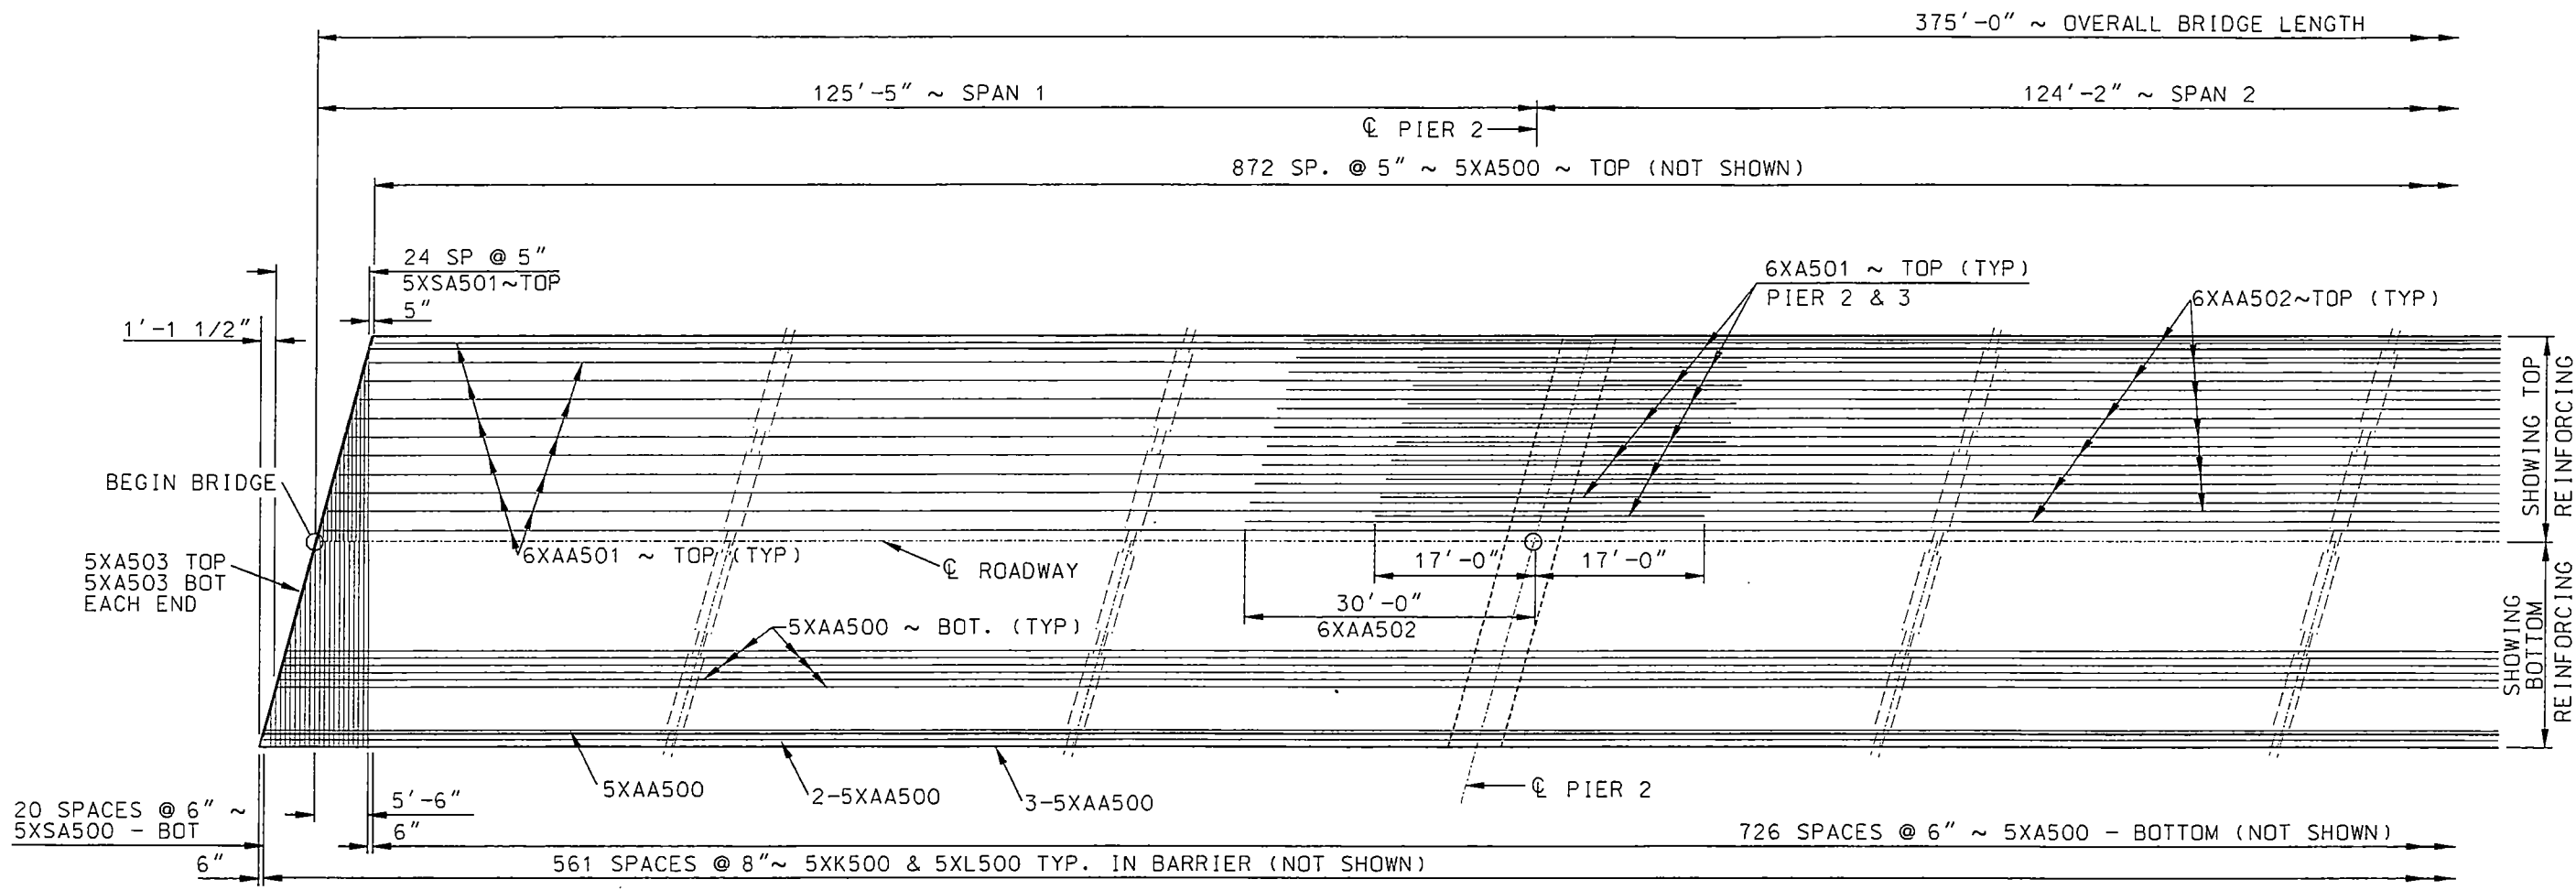 375'-0" ~ OVERALL BRIDGE LENGTH
125'-5" ~ SPAN 1
124'-2" ~ SPAN 2
℄ PIER 2
872 SP. @ 5" ~ 5XA500 ~ TOP (NOT SHOWN)
24 SP @ 5"
5XSA501~TOP
5"
1'-1 1/2"
6XA501 ~ TOP (TYP)
PIER 2 & 3
6XAA502~TOP (TYP)
SHOWING TOP
REINFORCING
BEGIN BRIDGE
6XAA501 ~ TOP (TYP)
℄ ROADWAY
17'-0"
17'-0"
5XA503 TOP
5XA503 BOT
EACH END
30'-0"
6XAA502
5XAA500 ~ BOT. (TYP)
SHOWING
BOTTOM
REINFORCING
5XAA500
2-5XAA500
3-5XAA500
℄ PIER 2
20 SPACES @ 6" ~
5XSA500 - BOT
5'-6"
6"
726 SPACES @ 6" ~ 5XA500 - BOTTOM (NOT SHOWN)
6"
561 SPACES @ 8"~ 5XK500 & 5XL500 TYP. IN BARRIER (NOT SHOWN)